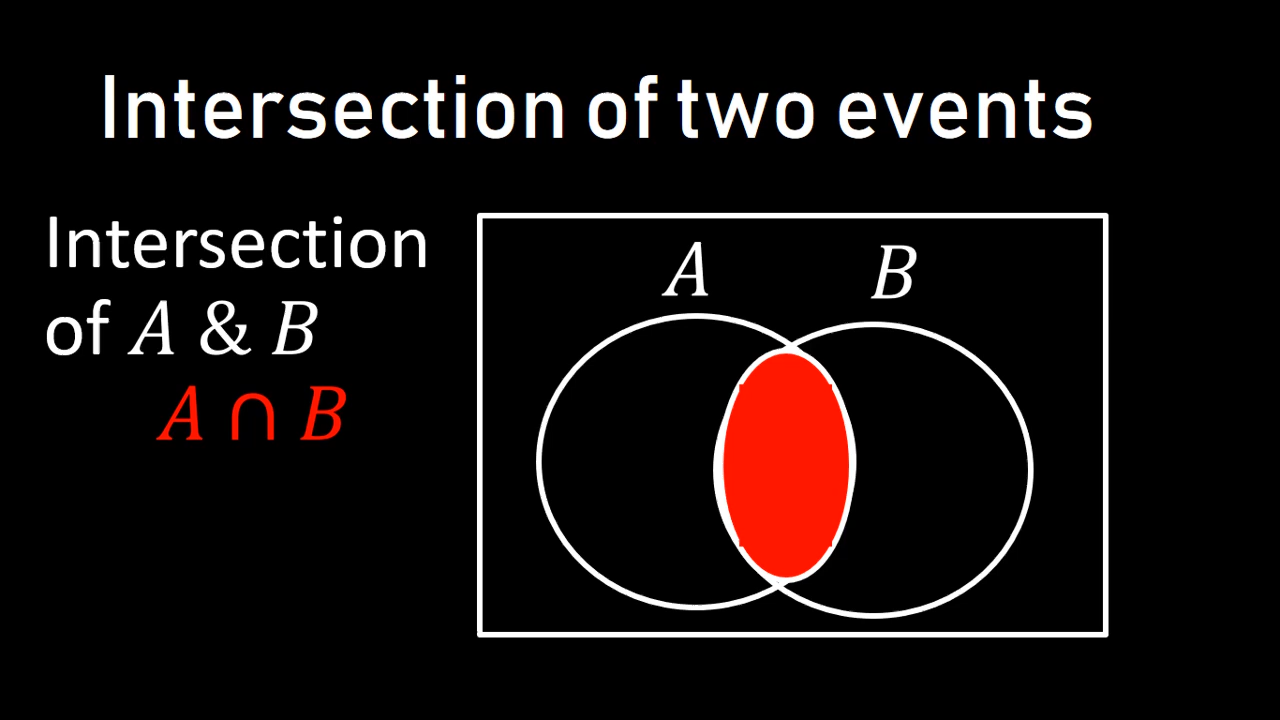 Intersection of two events
Intersection
of A & B
A ∩ B
A B